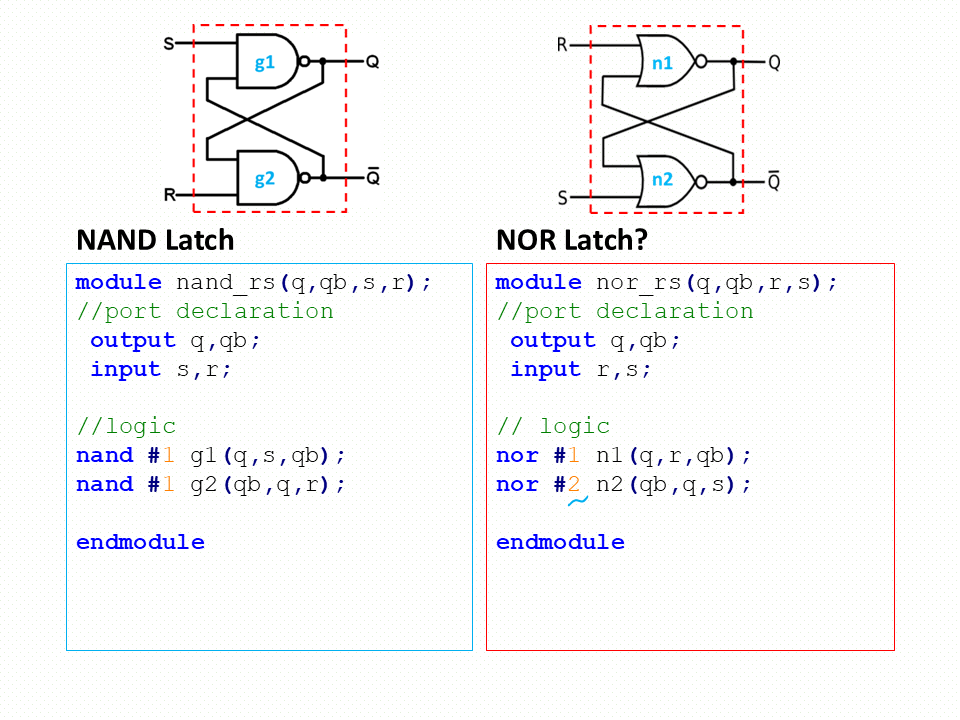 S
g1
Q
g2
Q̅
R
R
n1
Q
n2
Q̅
S
NAND Latch
module nand_rs(q,qb,s,r);
//port declaration
output q,qb;
input s,r;
//logic
nand #1 g1(q,s,qb);
nand #1 g2(qb,q,r);
endmodule
NOR Latch?
module nor_rs(q,qb,r,s);
//port declaration
output q,qb;
input r,s;
// logic
nor #1 n1(q,r,qb);
nor #2 n2(qb,q,s);
endmodule